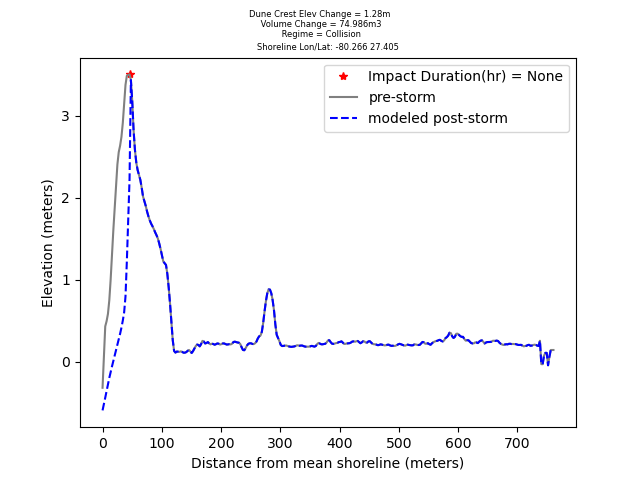 Dune Crest Elev Change = 1.28m
Volume Change = 74.986m3
Regime = Collision
Shoreline Lon/Lat: -80.266 27.405
Impact Duration(hr) = None
pre-storm
modeled post-storm
Elevation (meters)
3
2
1
0
0 100 200 300 400 500 600 700
Distance from mean shoreline (meters)